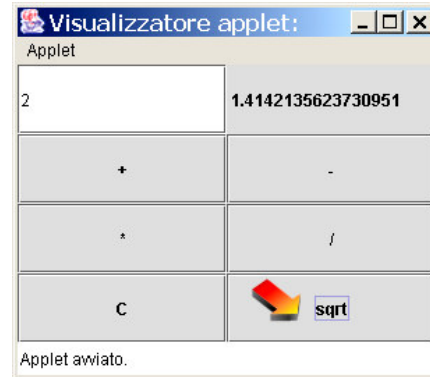 Visualizzatore applet:
Applet
2 1.4142135623730951
+ -
* /
C sqrt
Applet avviato.